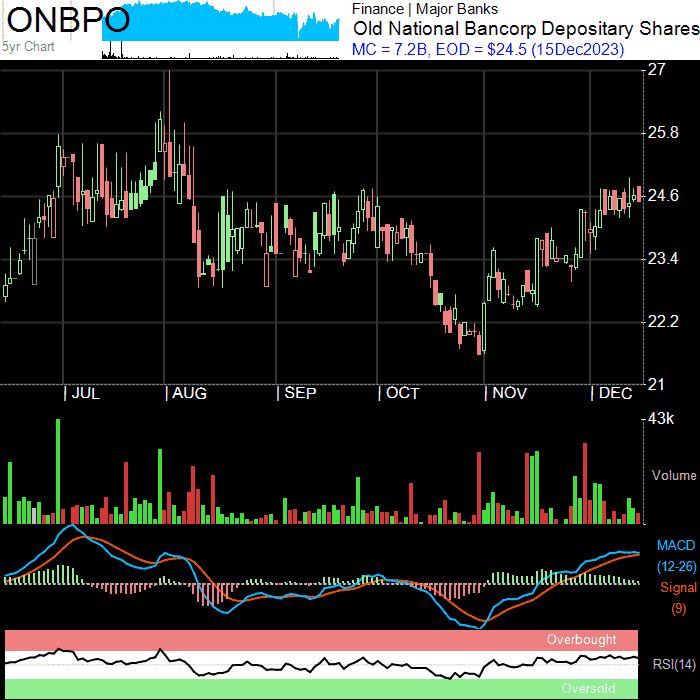 ONBPO
5yr Chart
Finance | Major Banks
Old National Bancorp Depositary Shares
MC = 7.2B, EOD = $24.5 (15Dec2023)
27
25.8
24.6
23.4
22.2
21
| JUL | AUG | SEP | OCT | NOV | DEC
43k
Volume
MACD
(12-26)
Signal
(9)
Overbought
RSI(14)
Oversold